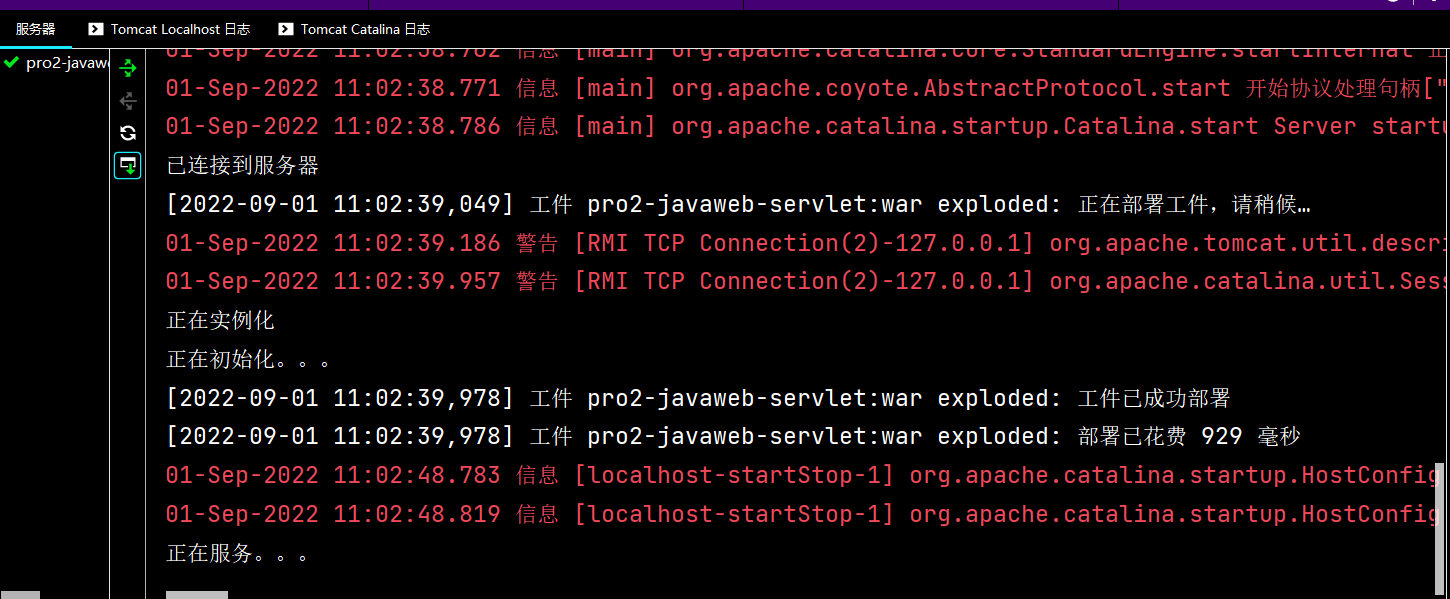 服务器 Tomcat Localhost 日志 Tomcat Catalina 日志
pro2-javaw
01-Sep-2022 11:02:38.762 信息 [main] org.apache.catalina.core.StandardEngine.startInternal
01-Sep-2022 11:02:38.771 信息 [main] org.apache.coyote.AbstractProtocol.start 开始协议处理句柄["
01-Sep-2022 11:02:38.786 信息 [main] org.apache.catalina.startup.Catalina.start Server startu
已连接到服务器
[2022-09-01 11:02:39,049] 工件 pro2-javaweb-servlet:war exploded: 正在部署工件，请稍候…
01-Sep-2022 11:02:39.186 警告 [RMI TCP Connection(2)-127.0.0.1] org.apache.tomcat.util.descri
01-Sep-2022 11:02:39.957 警告 [RMI TCP Connection(2)-127.0.0.1] org.apache.catalina.util.Sess
正在实例化
正在初始化。。。
[2022-09-01 11:02:39,978] 工件 pro2-javaweb-servlet:war exploded: 工件已成功部署
[2022-09-01 11:02:39,978] 工件 pro2-javaweb-servlet:war exploded: 部署已花费 929 毫秒
01-Sep-2022 11:02:48.783 信息 [localhost-startStop-1] org.apache.catalina.startup.HostConfig
01-Sep-2022 11:02:48.819 信息 [localhost-startStop-1] org.apache.catalina.startup.HostConfig
正在服务。。。